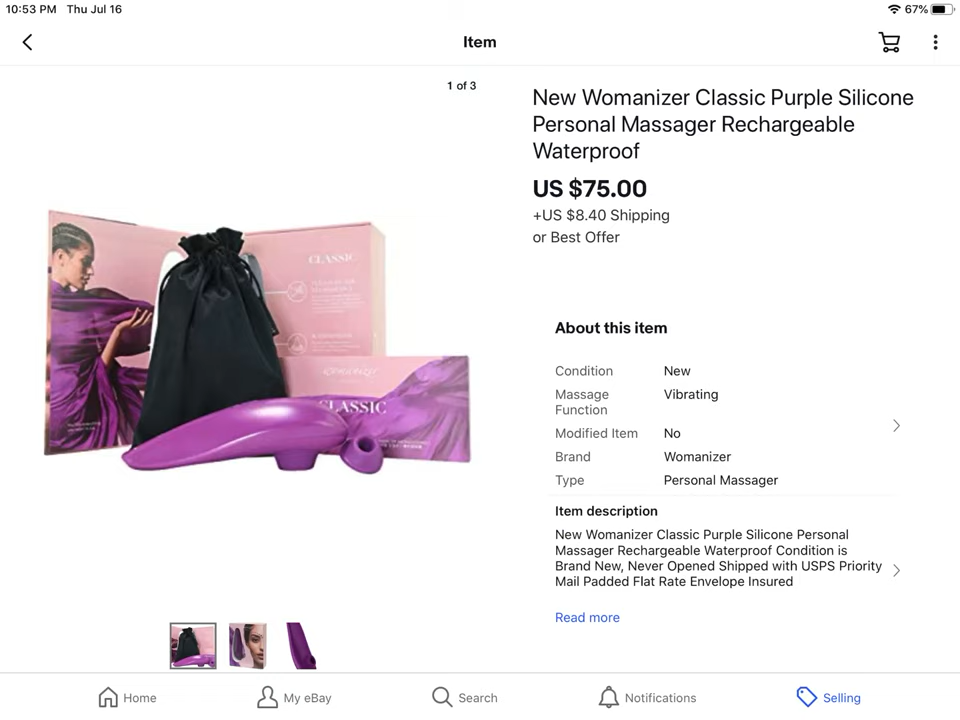 10:53 PM Thu Jul 16
67%
Item
1 of 3
New Womanizer Classic Purple Silicone
Personal Massager Rechargeable
Waterproof
US $75.00
+US $8.40 Shipping
or Best Offer
CLASSIC
womanizer
CLASSIC
About this item
Condition New
Massage Function Vibrating
Modified Item No
Brand Womanizer
Type Personal Massager
Item description
New Womanizer Classic Purple Silicone Personal
Massager Rechargeable Waterproof Condition is
Brand New, Never Opened Shipped with USPS Priority
Mail Padded Flat Rate Envelope Insured
Read more
Home
My eBay
Search
Notifications
Selling